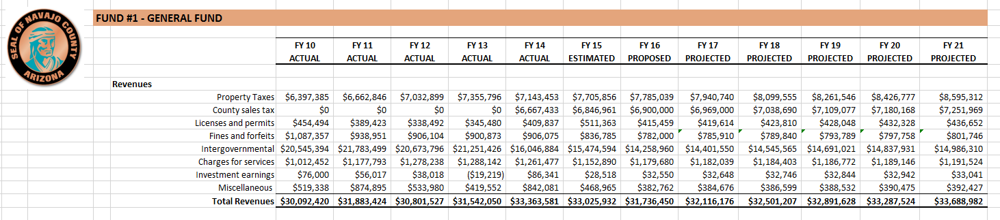 SEAL OF NAVAJO COUNTY
ARIZONA
FUND #1 - GENERAL FUND
FY 10 FY 11 FY 12 FY 13 FY 14 FY 15 FY 16 FY 17 FY 18 FY 19 FY 20 FY 21
ACTUAL ACTUAL ACTUAL ACTUAL ACTUAL ESTIMATED PROPOSED PROJECTED PROJECTED PROJECTED PROJECTED PROJECTED
Revenues
Property Taxes $6,397,385 $6,662,846 $7,032,899 $7,355,796 $7,143,453 $7,705,856 $7,785,039 $7,940,740 $8,099,555 $8,261,546 $8,426,777 $8,595,312
County sales tax $0 $0 $0 $0 $6,667,433 $6,846,961 $6,900,000 $6,969,000 $7,038,690 $7,109,077 $7,180,168 $7,251,969
Licenses and permits $454,494 $389,423 $338,492 $345,480 $409,837 $511,363 $415,459 $419,614 $423,810 $428,048 $432,328 $436,652
Fines and forfeits $1,087,357 $938,951 $906,104 $900,873 $906,075 $836,785 $782,000 $785,910 $789,840 $793,789 $797,758 $801,746
Intergovernmental $20,545,394 $21,783,499 $20,673,796 $21,251,426 $16,046,884 $15,474,594 $14,258,960 $14,401,550 $14,545,565 $14,691,021 $14,837,931 $14,986,310
Charges for services $1,012,452 $1,177,793 $1,278,238 $1,288,142 $1,261,477 $1,152,890 $1,179,680 $1,182,039 $1,184,403 $1,186,772 $1,189,146 $1,191,524
Investment earnings $76,000 $56,017 $38,018 ($19,219) $86,341 $28,518 $32,550 $32,648 $32,746 $32,844 $32,942 $33,041
Miscellaneous $519,338 $874,895 $533,980 $419,552 $842,081 $468,965 $382,762 $384,676 $386,599 $388,532 $390,475 $392,427
Total Revenues $30,092,420 $31,883,424 $30,801,527 $31,542,050 $33,363,581 $33,025,932 $31,736,450 $32,116,176 $32,501,207 $32,891,628 $33,287,524 $33,688,982